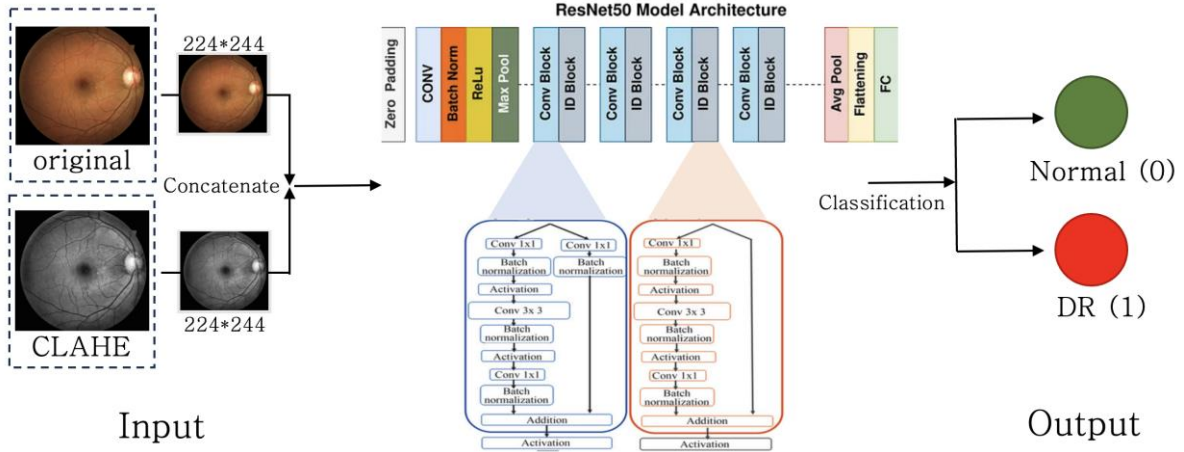 224*244
original
Concatenate
CLAHE
224*244
Input
ResNet50 Model Architecture
Zero Padding
CONV
Batch Norm
ReLu
Max Pool
Conv Block
ID Block
Conv Block
ID Block
Conv Block
ID Block
Conv Block
ID Block
Avg Pool
Flattening
FC
Conv 1x1
Batch
normalization
Activation
Conv 3x 3
Batch
normalization
Activation
Conv 1x1
Batch
normalization
Conv 1x1
Batch
normalization
Addition
Activation
Conv 1x1
Batch
normalization
Activation
Conv 3x 3
Batch
normalization
Activation
Conv 1x1
Batch
normalization
Addition
Activation
Classification
Normal (0)
DR (1)
Output